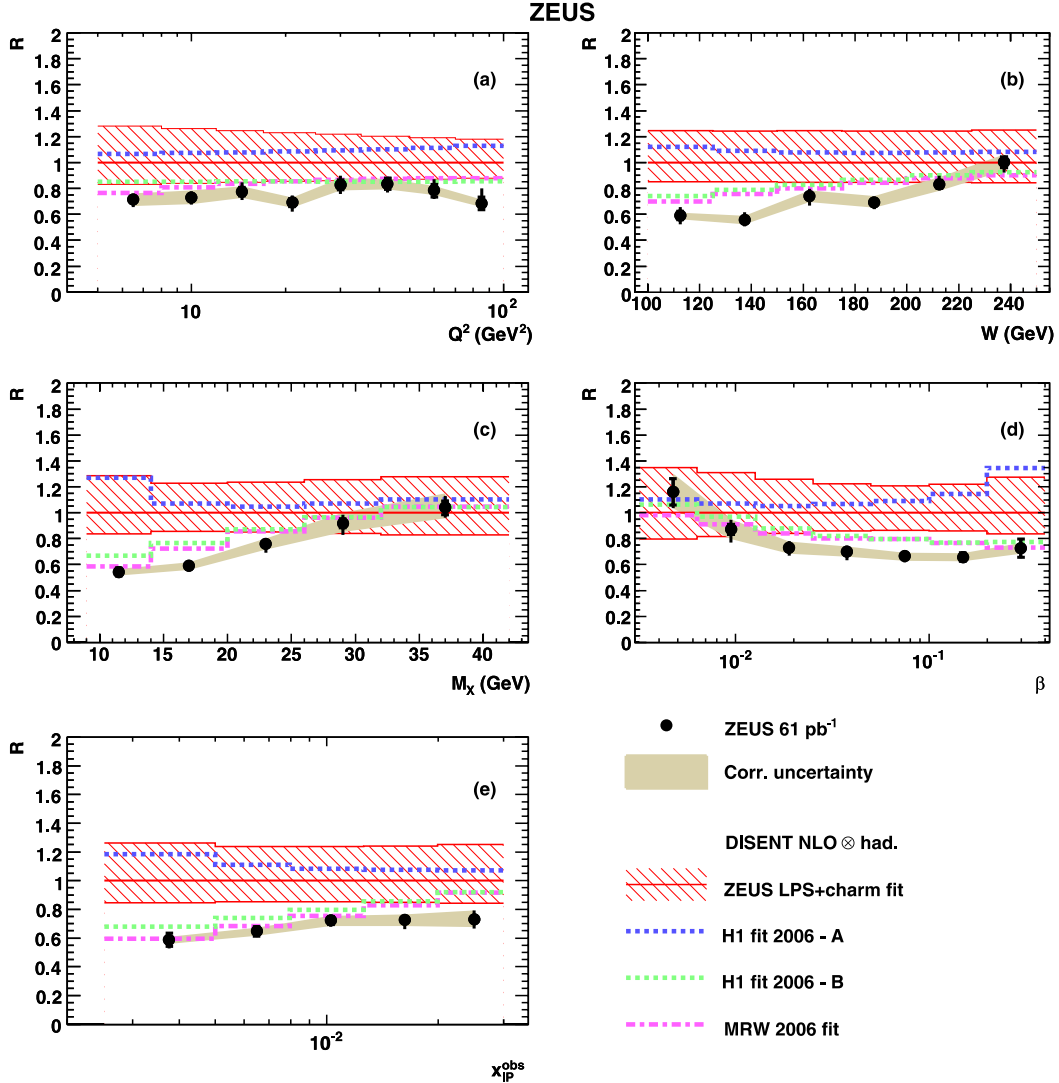 ZEUS
R
2
1.8
1.6
1.4
1.2
1
0.8
0.6
0.4
0.2
0
(a)
10
10²
Q² (GeV²)
R
2
1.8
1.6
1.4
1.2
1
0.8
0.6
0.4
0.2
0
(b)
100 120 140 160 180 200 220 240
W (GeV)
R
2
1.8
1.6
1.4
1.2
1
0.8
0.6
0.4
0.2
0
(c)
10 15 20 25 30 35 40
M_X (GeV)
R
2
1.8
1.6
1.4
1.2
1
0.8
0.6
0.4
0.2
0
(d)
10⁻² 10⁻¹
β
R
2
1.8
1.6
1.4
1.2
1
0.8
0.6
0.4
0.2
0
(e)
10⁻²
x_IP^obs
ZEUS 61 pb⁻¹
Corr. uncertainty
DISENT NLO ⊗ had.
ZEUS LPS+charm fit
H1 fit 2006 - A
H1 fit 2006 - B
MRW 2006 fit